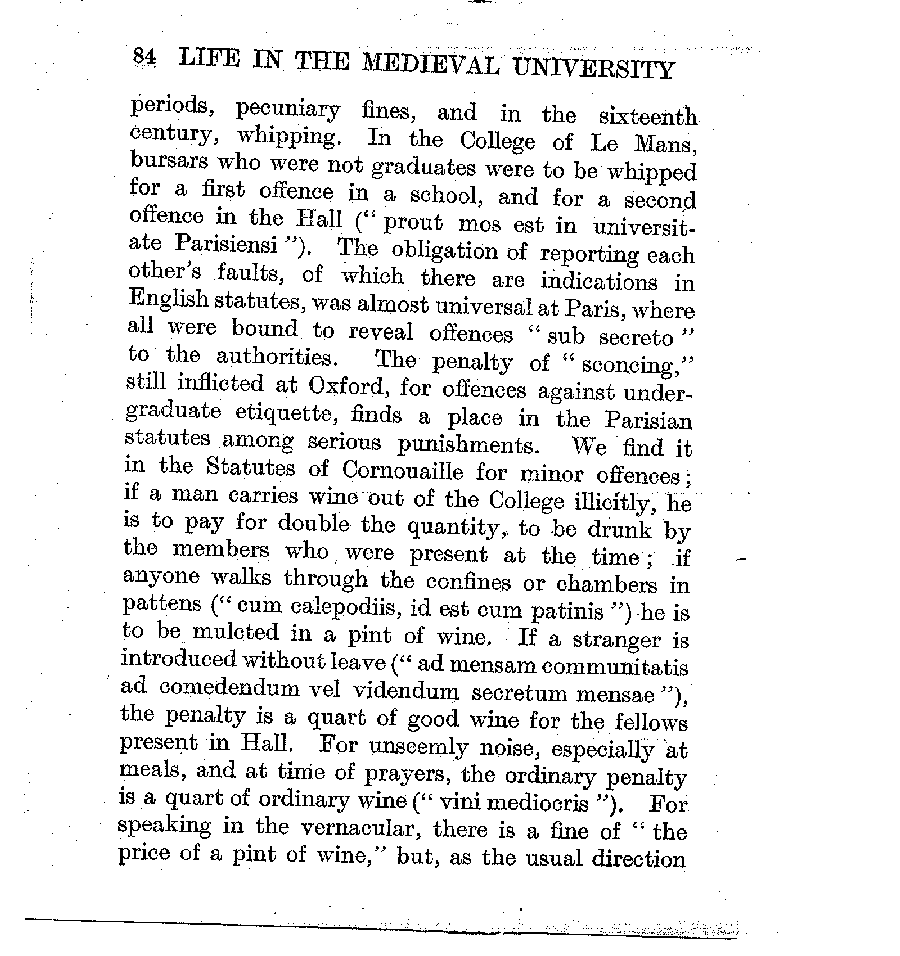 84 LIFE IN THE MEDIEVAL UNIVERSITY
periods, pecuniary fines, and in the sixteenth
century, whipping. In the College of Le Mans,
bursars who were not graduates were to be whipped
for a first offence in a school, and for a second
offence in the Hall (“ prout mos est in universit-
ate Parisiensi ”). The obligation of reporting each
other's faults, of which there are indications in
English statutes, was almost universal at Paris, where
all were bound to reveal offences “ sub secreto ”
to the authorities. The penalty of “ sconcing,”
still inflicted at Oxford, for offences against under-
graduate etiquette, finds a place in the Parisian
statutes among serious punishments. We find it
in the Statutes of Cornouaille for minor offences ;
if a man carries wine out of the College illicitly, he
is to pay for double the quantity, to be drunk by
the members who were present at the time ; if
anyone walks through the confines or chambers in
pattens (“ cum calepodiis, id est cum patinis ”) he is
to be mulcted in a pint of wine. If a stranger is
introduced without leave (“ ad mensam communitatis
ad comedendum vel videndum secretum mensae ”),
the penalty is a quart of good wine for the fellows
present in Hall. For unseemly noise, especially at
meals, and at time of prayers, the ordinary penalty
is a quart of ordinary wine (“ vini mediocris ”). For
speaking in the vernacular, there is a fine of “ the
price of a pint of wine,” but, as the usual direction